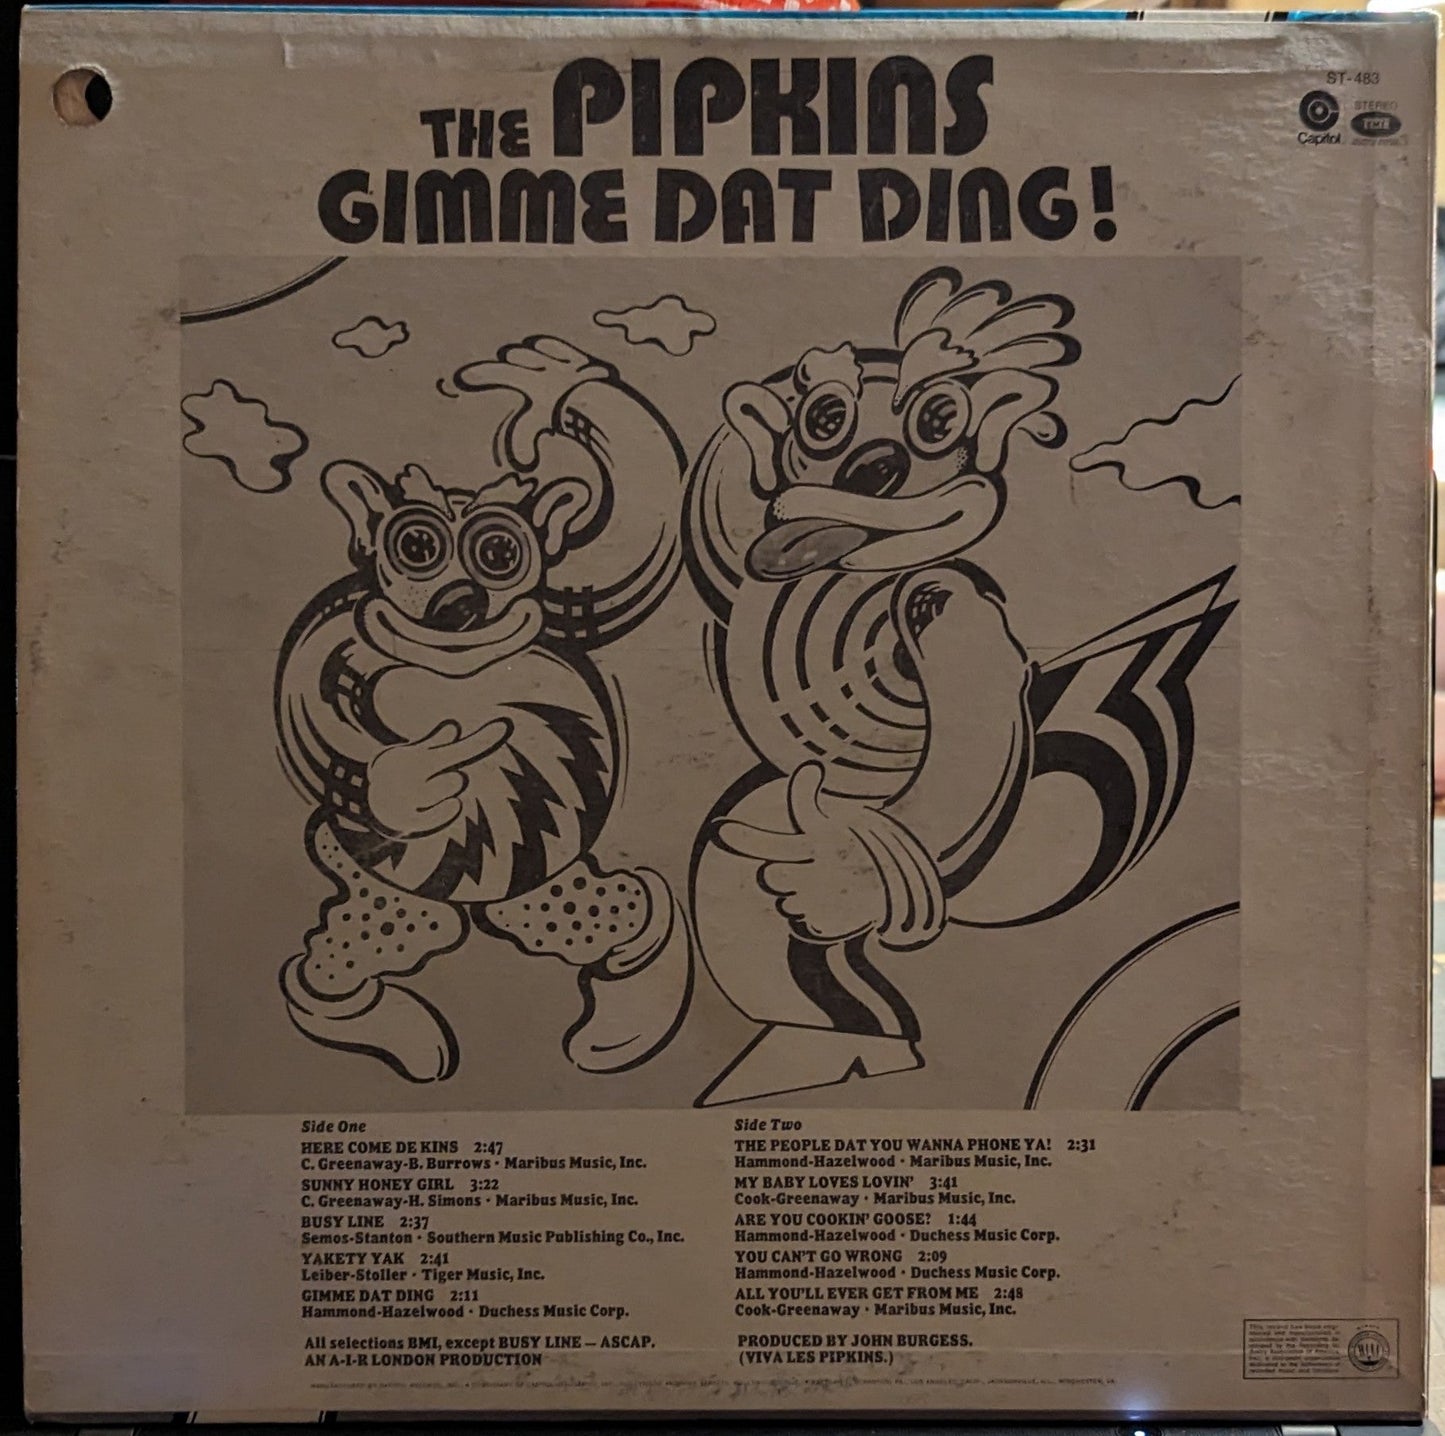 ST-483
THE PIPKINS
GIMME DAT DING!
Capitol
STEREO
EMI
Side One
HERE COME DE KINS 2:47
C. Greenaway-B. Burrows • Maribus Music, Inc.
SUNNY HONEY GIRL 3:22
C. Greenaway-H. Simons • Maribus Music, Inc.
BUSY LINE 2:37
Semos-Stanton • Southern Music Publishing Co., Inc.
YAKETY YAK 2:41
Leiber-Stoller • Tiger Music, Inc.
GIMME DAT DING 2:11
Hammond-Hazelwood • Duchess Music Corp.
All selections BMI, except BUSY LINE – ASCAP.
AN A-I-R LONDON PRODUCTION
Side Two
THE PEOPLE DAT YOU WANNA PHONE YA! 2:31
Hammond-Hazelwood • Maribus Music, Inc.
MY BABY LOVES LOVIN' 3:41
Cook-Greenaway • Maribus Music, Inc.
ARE YOU COOKIN' GOOSE? 1:44
Hammond-Hazelwood • Duchess Music Corp.
YOU CAN'T GO WRONG 2:09
Hammond-Hazelwood • Duchess Music Corp.
ALL YOU'LL EVER GET FROM ME 2:48
Cook-Greenaway • Maribus Music, Inc.
PRODUCED BY JOHN BURGESS.
(VIVA LES PIPKINS.)